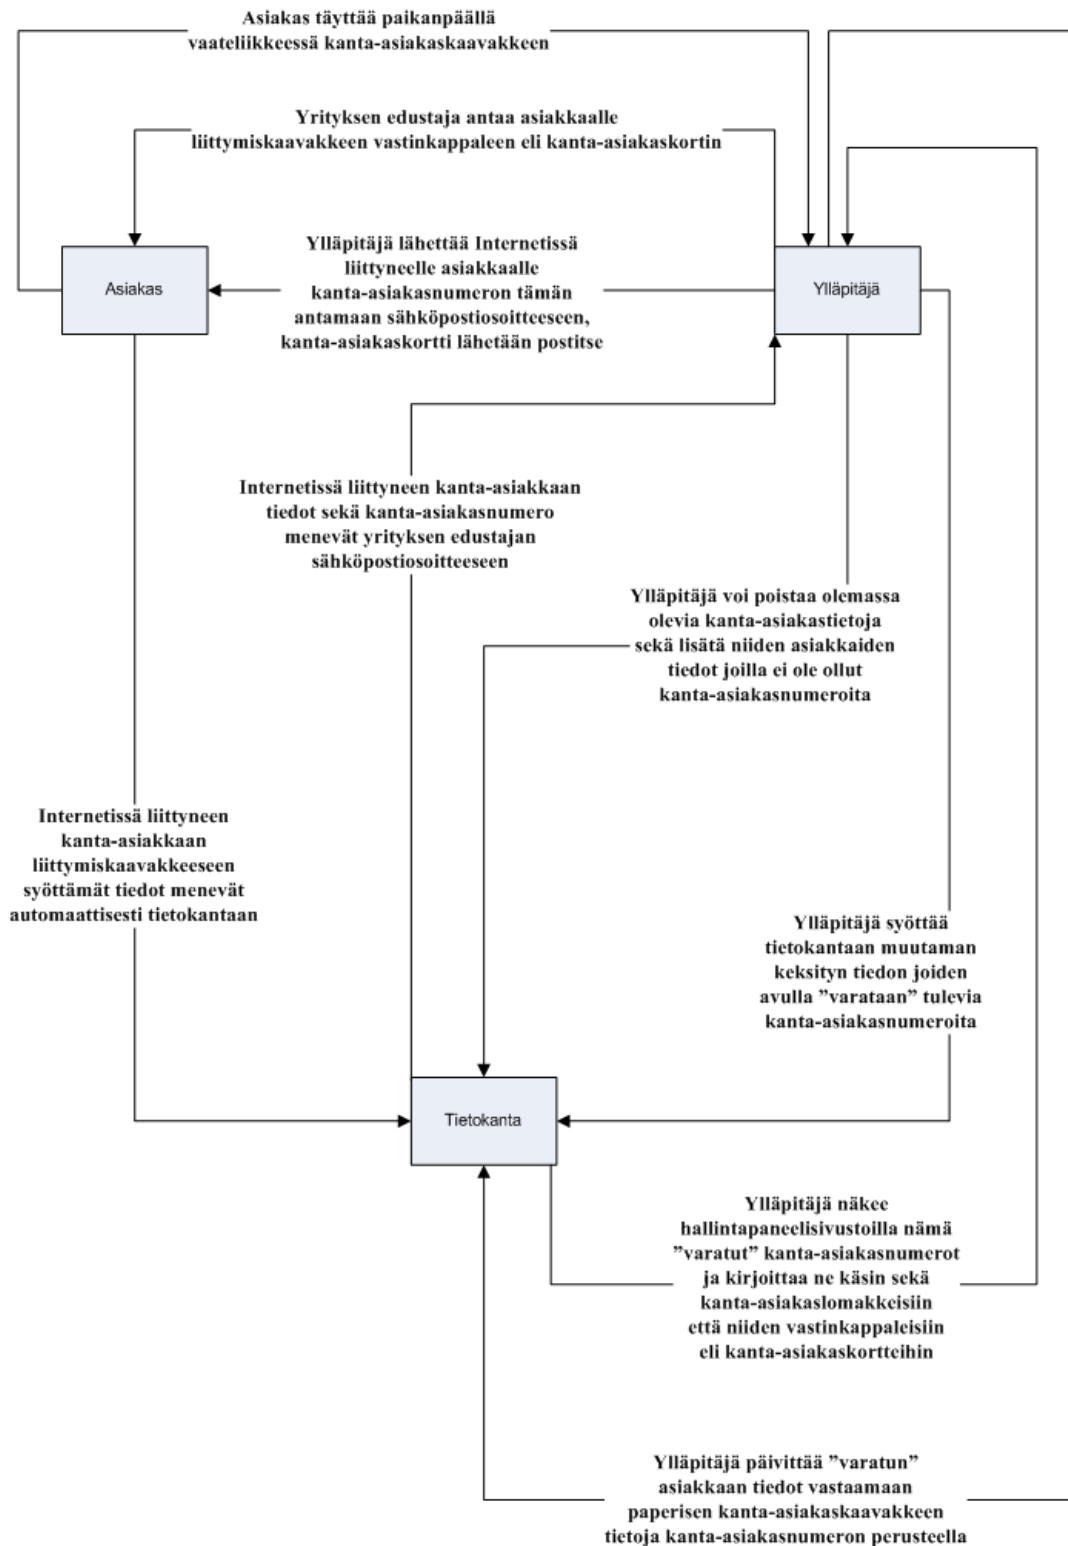 Asiakas täyttää paikanpäällä
vaateliikkeessä kanta-asiakaskaavakkeen
Yrityksen edustaja antaa asiakkaalle
liittymiskaavakkeen vastinkappaleen eli kanta-asiakaskortin
Ylläpitäjä lähettää Internetissä
liittyneelle asiakkaalle
kanta-asiakasnumeron tämän
antamaan sähköpostiosoitteeseen,
kanta-asiakaskortti lähetään postitse
Asiakas
Ylläpitäjä
Internetissä liittyneen kanta-asiakkaan
tiedot sekä kanta-asiakasnumero
menevät yrityksen edustajan
sähköpostiosoitteeseen
Ylläpitäjä voi poistaa olemassa
olevia kanta-asiakastietoja
sekä lisätä niiden asiakkaiden
tiedot joilla ei ole ollut
kanta-asiakasnumeroita
Internetissä liittyneen
kanta-asiakkaan
liittymiskaavakkeeseen
syöttämät tiedot menevät
automaattisesti tietokantaan
Ylläpitäjä syöttää
tietokantaan muutaman
keksityn tiedon joiden
avulla ”varataan” tulevia
kanta-asiakasnumeroita
Tietokanta
Ylläpitäjä näkee
hallintapaneelisivustoilla nämä
”varatut” kanta-asiakasnumerot
ja kirjoittaa ne käsin sekä
kanta-asiakaslomakkeisiin
että niiden vastinkappaleisiin
eli kanta-asiakaskortteihin
Ylläpitäjä päivittää ”varatun”
asiakkaan tiedot vastaamaan
paperisen kanta-asiakaskaavakkeen
tietoja kanta-asiakasnumeron perusteella